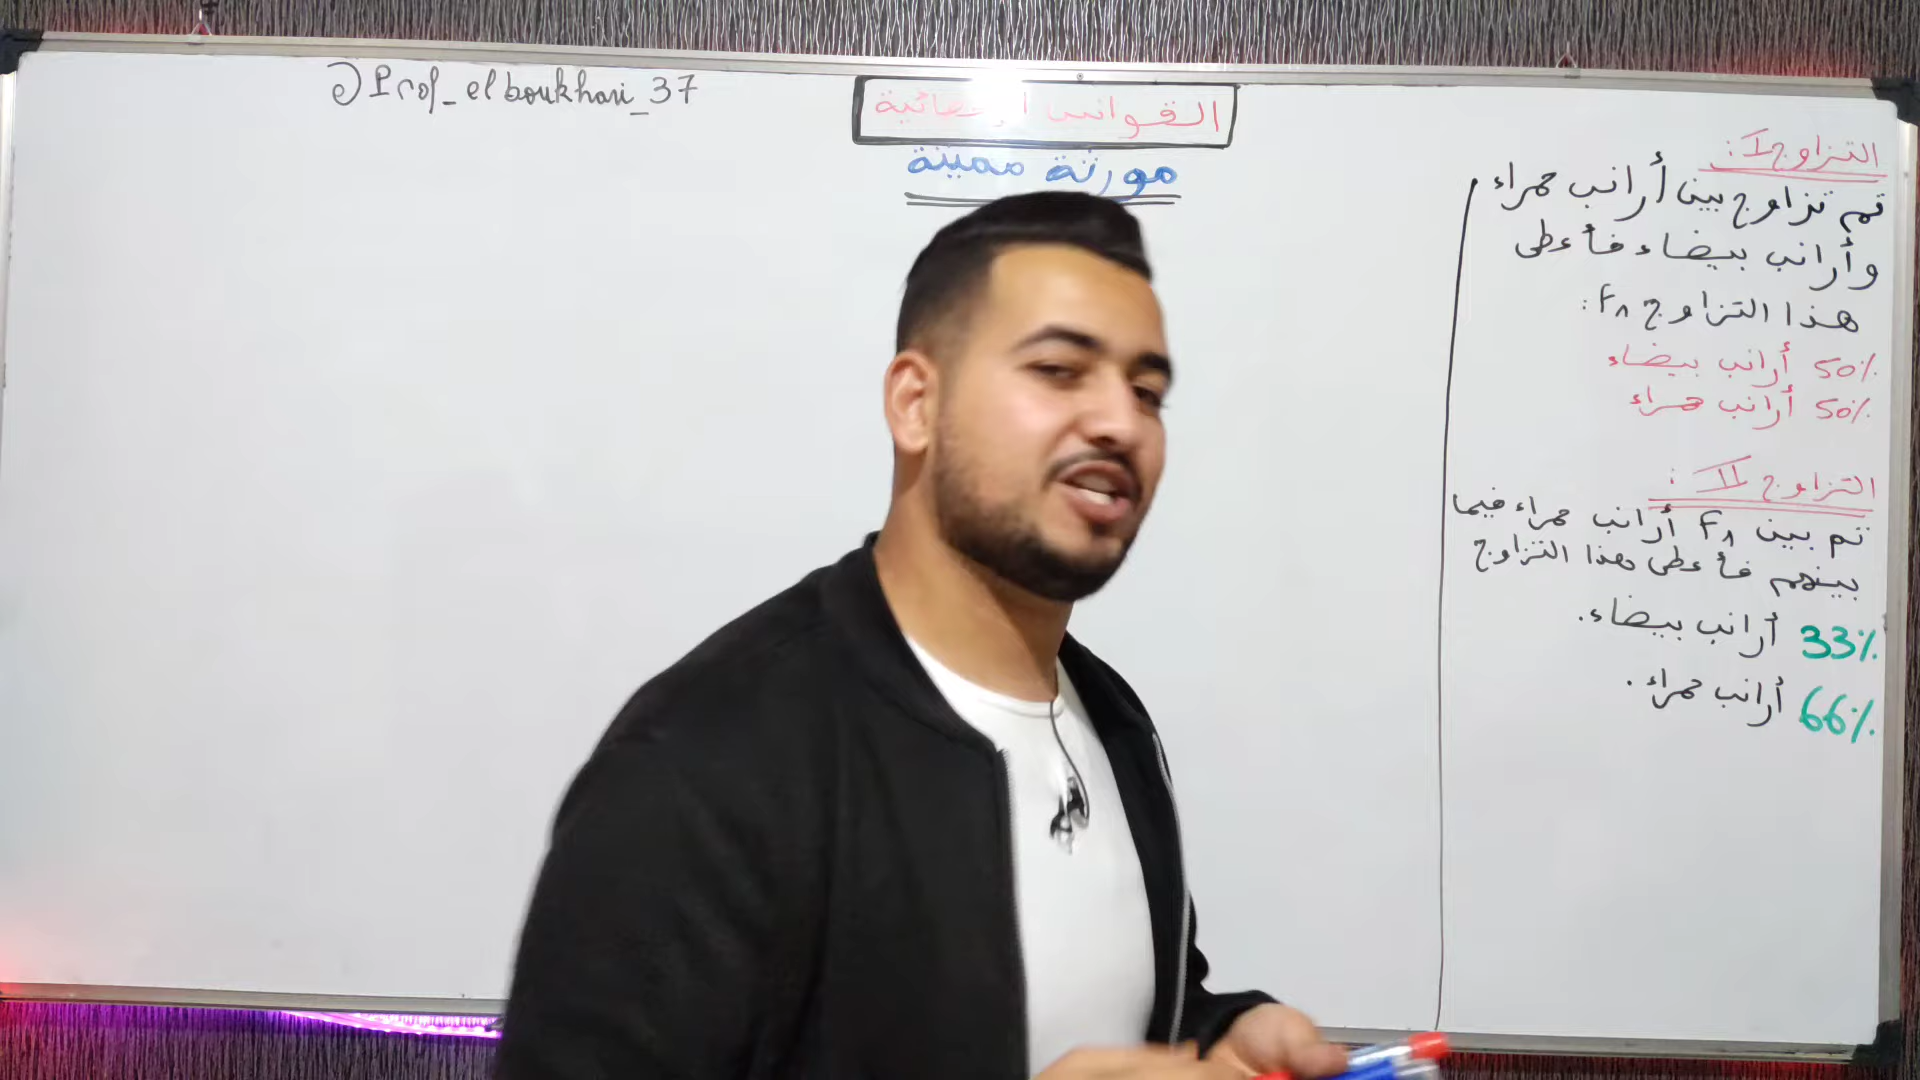 @Prof_elboukhari_37
القوانين الإحصائية
مورثة مميتة
التزاوج I:
تم تزاوج بين أرانب حمراء
وأرانب بيضاء فأعطى
هذا التزاوج F1:
50% أرانب بيضاء
50% أرانب حمراء
التزاوج II:
تم بين F1 أرانب حمراء فيما
بينهم فأعطى هذا التزاوج
33% أرانب بيضاء.
66% أرانب حمراء.